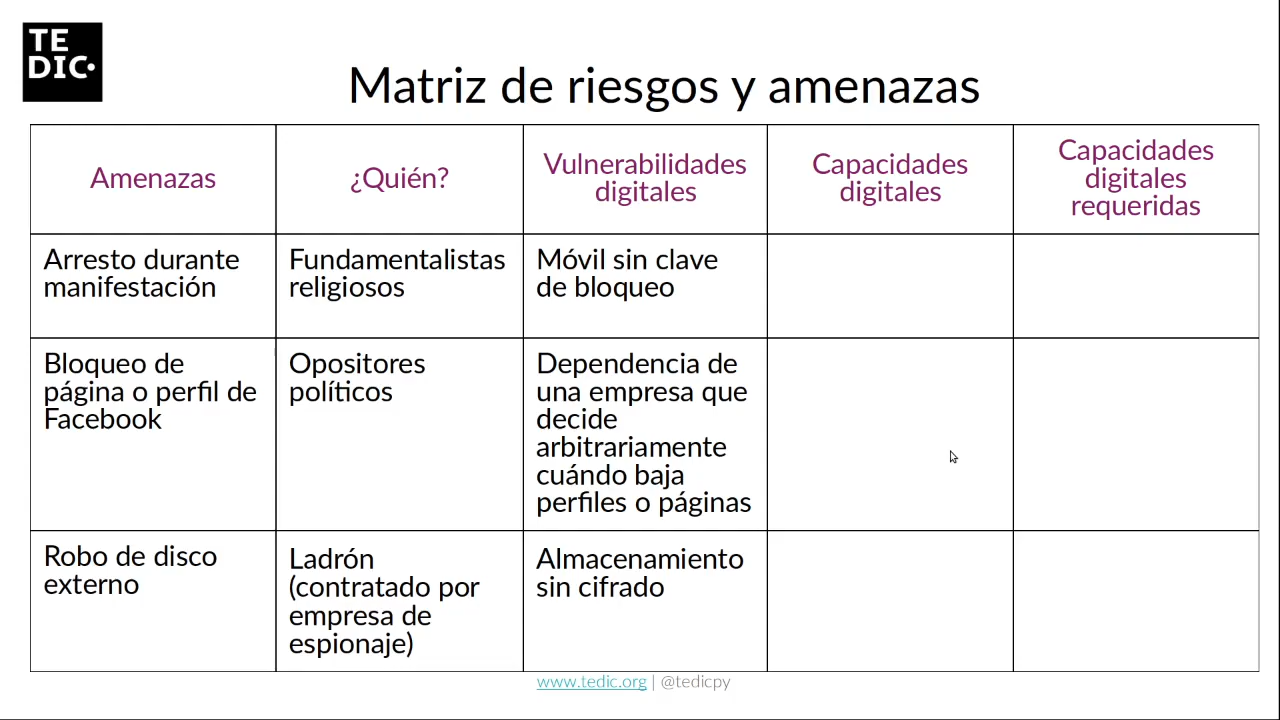 TE
DIC
Matriz de riesgos y amenazas
Amenazas
¿Quién?
Vulnerabilidades
digitales
Capacidades
digitales
Capacidades
digitales
requeridas
Arresto durante
manifestación
Fundamentalistas
religiosos
Móvil sin clave
de bloqueo
Bloqueo de
página o perfil de
Facebook
Opositores
políticos
Dependencia de
una empresa que
decide
arbitrariamente
cuándo baja
perfiles o páginas
Robo de disco
externo
Ladrón
(contratado por
empresa de
espionaje)
Almacenamiento
sin cifrado
www.tedic.org | @tedicpy